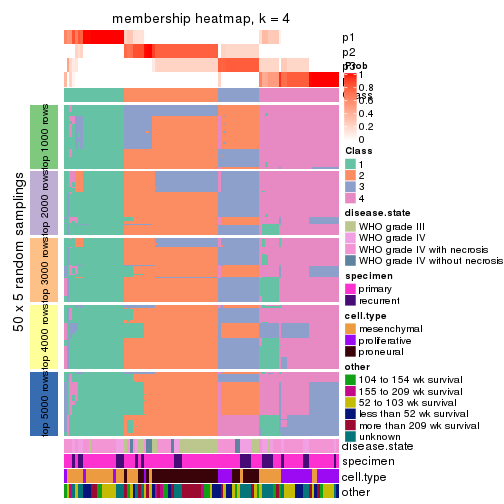 membership heatmap, k = 4
p1
p2
p3
Prob
1
0.8
0.6
0.4
0.2
0
Class
Class
1
2
3
4
disease.state
WHO grade III
WHO grade IV
WHO grade IV with necrosis
WHO grade IV without necrosis
specimen
primary
recurrent
cell.type
mesenchymal
proliferative
proneural
other
104 to 154 wk survival
155 to 209 wk survival
52 to 103 wk survival
less than 52 wk survival
more than 209 wk survival
unknown
50 x 5 random samplings
top 1000 rows
top 2000 rows
top 3000 rows
top 4000 rows
top 5000 rows
disease.state
specimen
cell.type
other